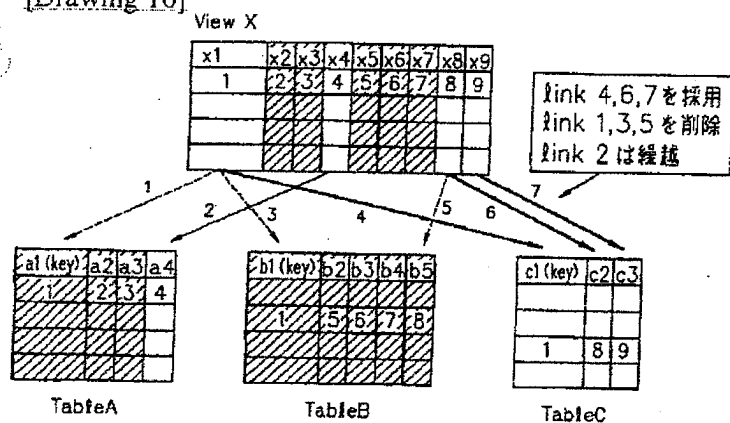 [Drawing 10]
View X
x1 x2 x3 x4 x5 x6 x7 x8 x9
1 2 3 4 5 6 7 8 9
link 4,6,7を採用
link 1,3,5を削除
link 2は繰越
1 2 3 4 5 6 7
a1(key) a2 a3 a4
1 2 3 4
b1(key) b2 b3 b4 b5
1 5 6 7 8
c1(key) c2 c3
1 8 9
TableA
TableB
TableC